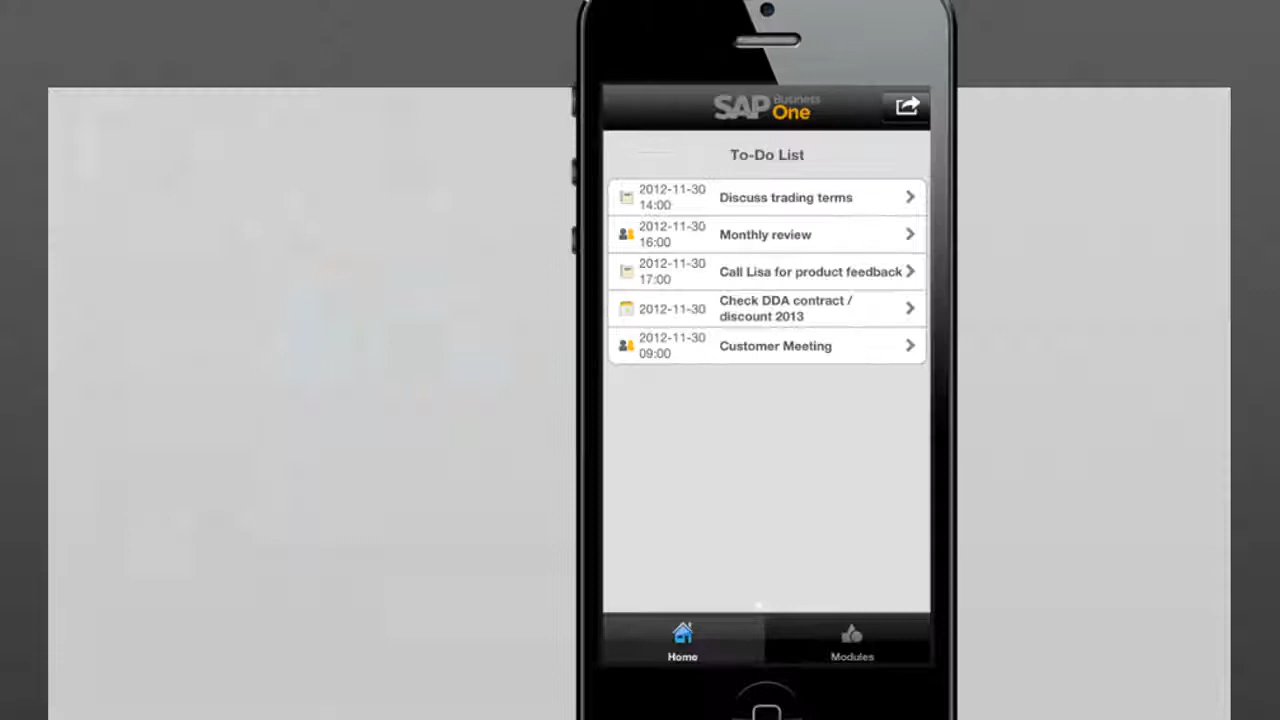 SAP Business One
To-Do List
2012-11-30 14:00 Discuss trading terms
2012-11-30 16:00 Monthly review
2012-11-30 17:00 Call Lisa for product feedback
2012-11-30 Check DDA contract /
discount 2013
2012-11-30 09:00 Customer Meeting
Home Modules